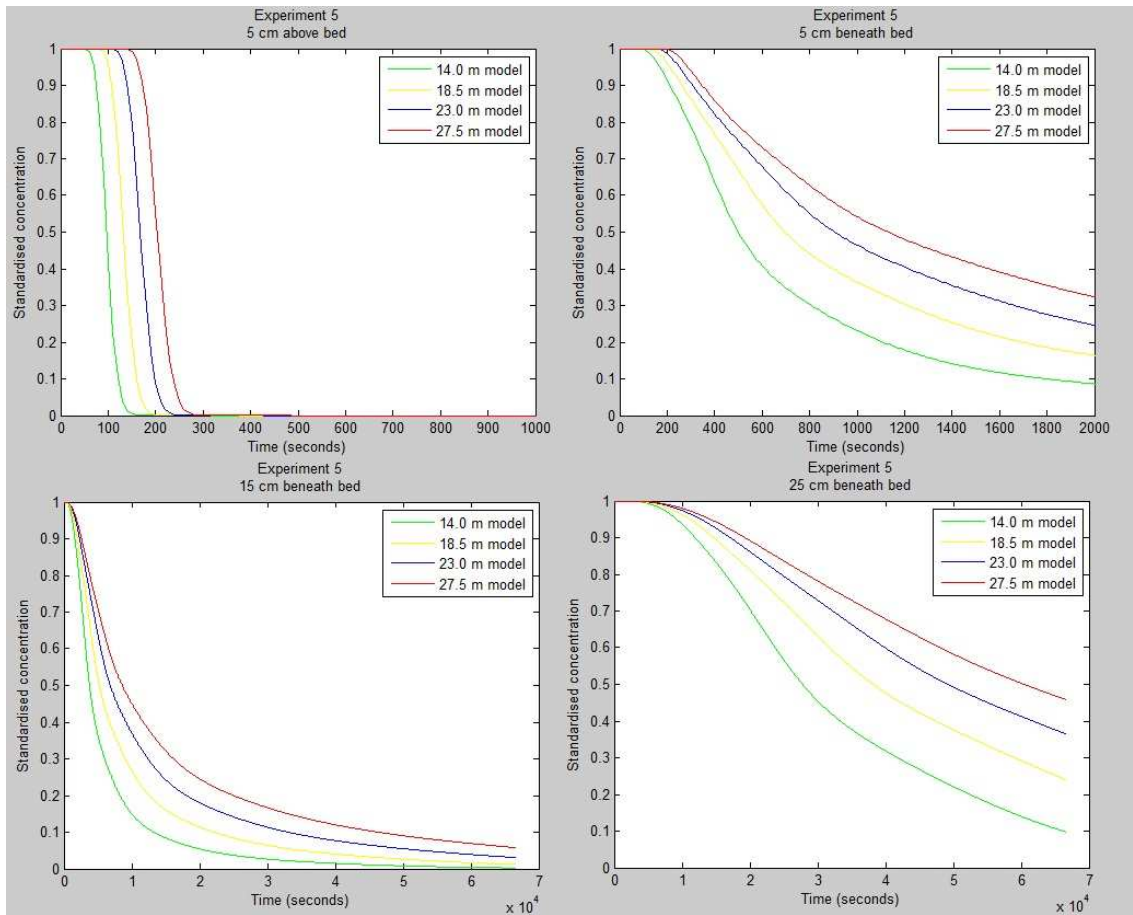 Experiment 5
5 cm above bed
Standardised concentration
1
0.9
0.8
0.7
0.6
0.5
0.4
0.3
0.2
0.1
0
0 100 200 300 400 500 600 700 800 900 1000
Time (seconds)
14.0 m model
18.5 m model
23.0 m model
27.5 m model
Experiment 5
5 cm beneath bed
Standardised concentration
1
0.9
0.8
0.7
0.6
0.5
0.4
0.3
0.2
0.1
0
0 200 400 600 800 1000 1200 1400 1600 1800 2000
Time (seconds)
14.0 m model
18.5 m model
23.0 m model
27.5 m model
Experiment 5
15 cm beneath bed
Standardised concentration
1
0.9
0.8
0.7
0.6
0.5
0.4
0.3
0.2
0.1
0
0 1 2 3 4 5 6 7
Time (seconds)
x 10^4
14.0 m model
18.5 m model
23.0 m model
27.5 m model
Experiment 5
25 cm beneath bed
Standardised concentration
1
0.9
0.8
0.7
0.6
0.5
0.4
0.3
0.2
0.1
0
0 1 2 3 4 5 6 7
Time (seconds)
x 10^4
14.0 m model
18.5 m model
23.0 m model
27.5 m model